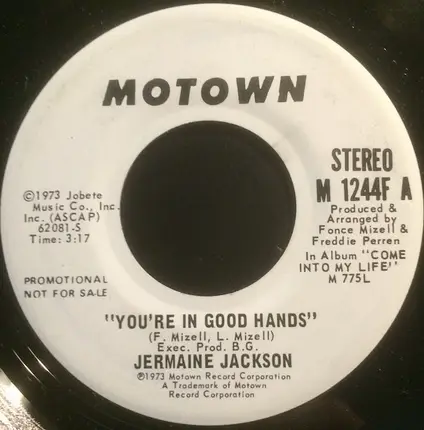 MOTOWN
©1973 Jobete
Music Co., Inc.
Inc. (ASCAP)
62081-S
Time: 3:17
PROMOTIONAL
NOT FOR SALE
STEREO
M 1244F A
Produced &
Arranged by
Fonce Mizell &
Freddie Perren
In Album "COME
INTO MY LIFE"
M 775L
"YOU'RE IN GOOD HANDS"
(F. Mizell, L. Mizell)
Exec. Prod. B.G.
JERMAINE JACKSON
℗1973 Motown Record Corporation
A Trademark of Motown
Record Corporation